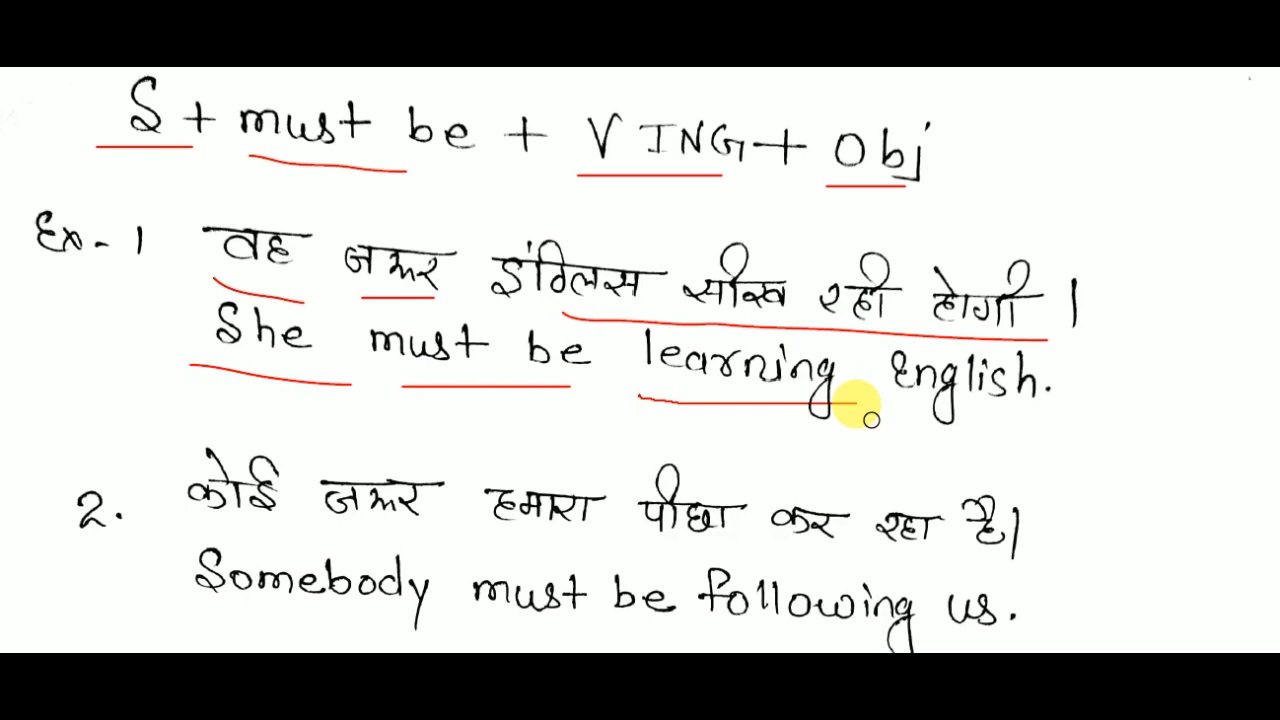 S + must be + V ING + Obj
Ex - 1 वह जरूर इंग्लिस सीख रही होगी ।
She must be learning English.
2. कोई जरूर हमारा पीछा कर रहा है।
Somebody must be following us.